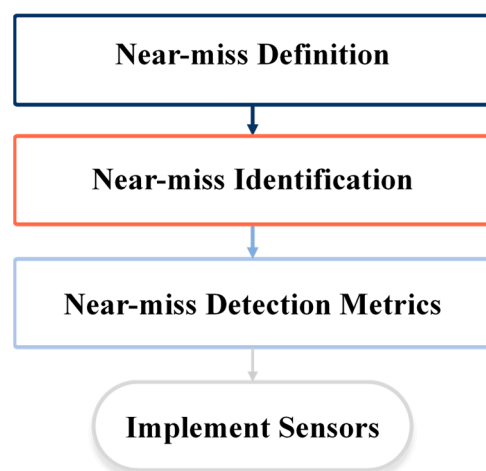 Near-miss Definition
Near-miss Identification
Near-miss Detection Metrics
Implement Sensors